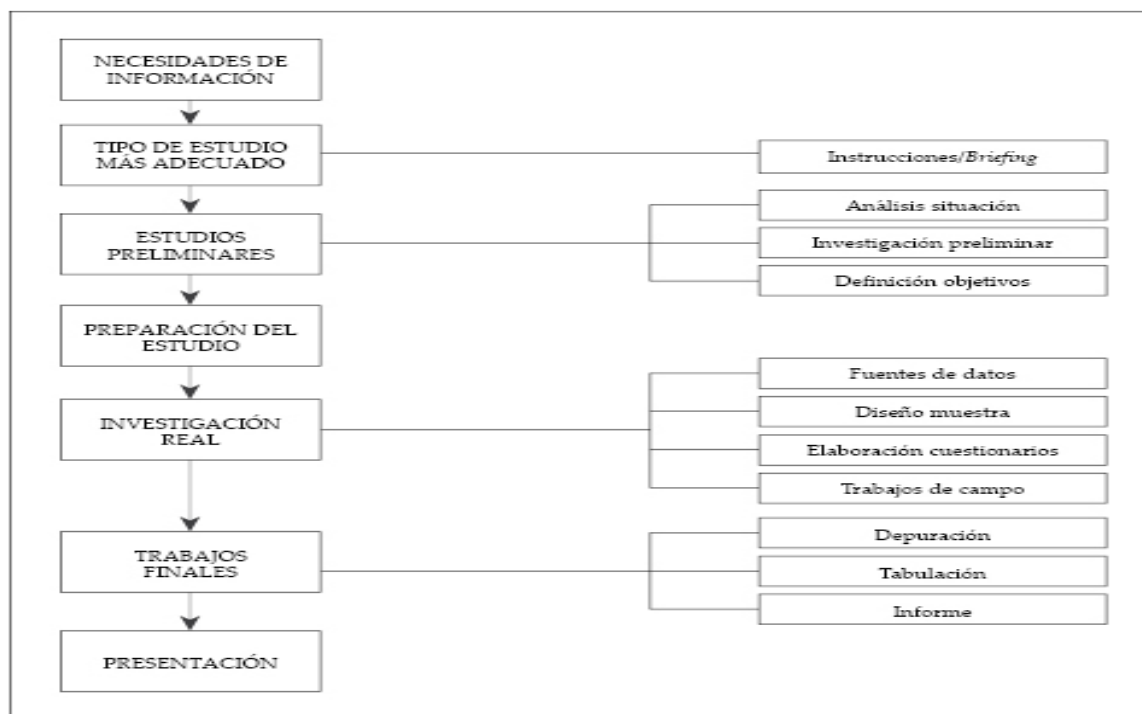 NECESIDADES DE
INFORMACIÓN
TIPO DE ESTUDIO
MÁS ADECUADO
Instrucciones/Briefing
ESTUDIOS
PRELIMINARES
Análisis situación
Investigación preliminar
Definición objetivos
PREPARACIÓN DEL
ESTUDIO
INVESTIGACIÓN
REAL
Fuentes de datos
Diseño muestra
Elaboración cuestionarios
Trabajos de campo
TRABAJOS
FINALES
Depuración
Tabulación
Informe
PRESENTACIÓN